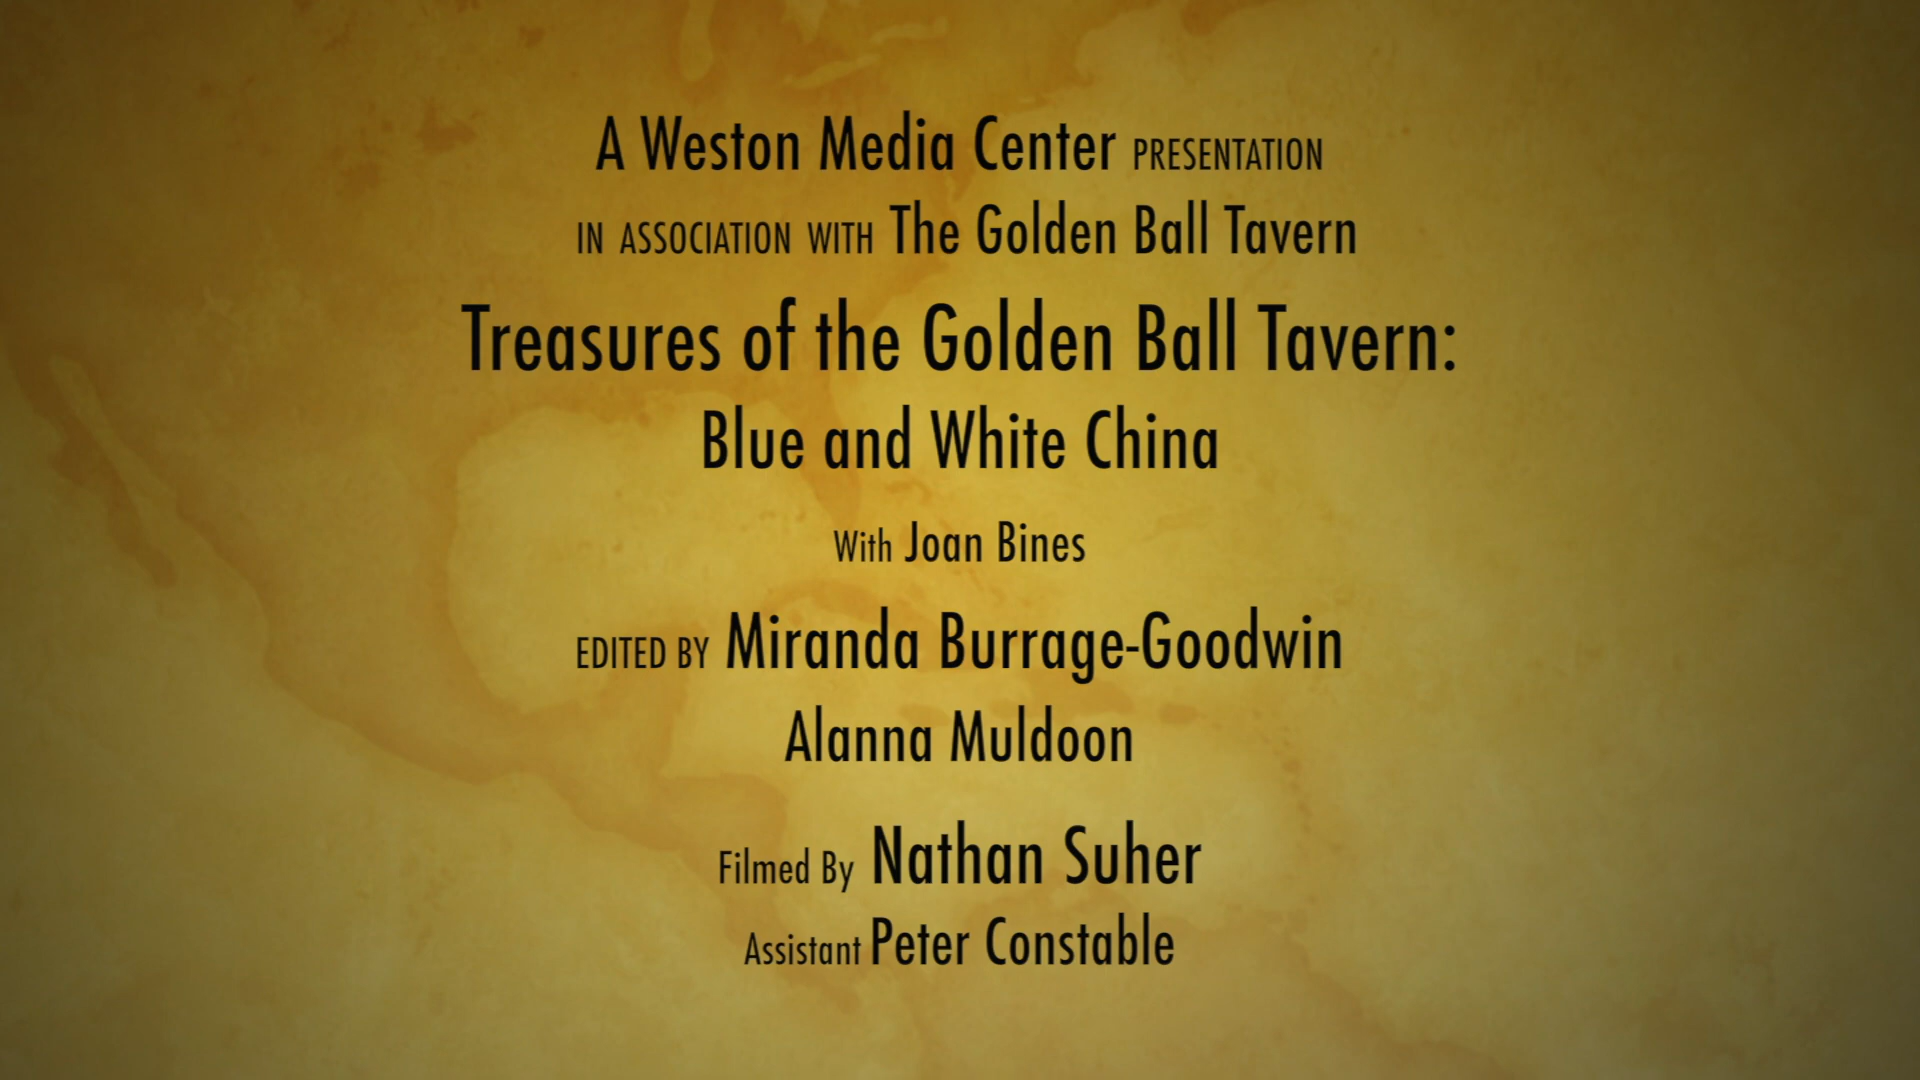 A Weston Media Center PRESENTATION
IN ASSOCIATION WITH The Golden Ball Tavern
Treasures of the Golden Ball Tavern:
Blue and White China
With Joan Bines
EDITED BY Miranda Burrage-Goodwin
Alanna Muldoon
Filmed By Nathan Suher
Assistant Peter Constable